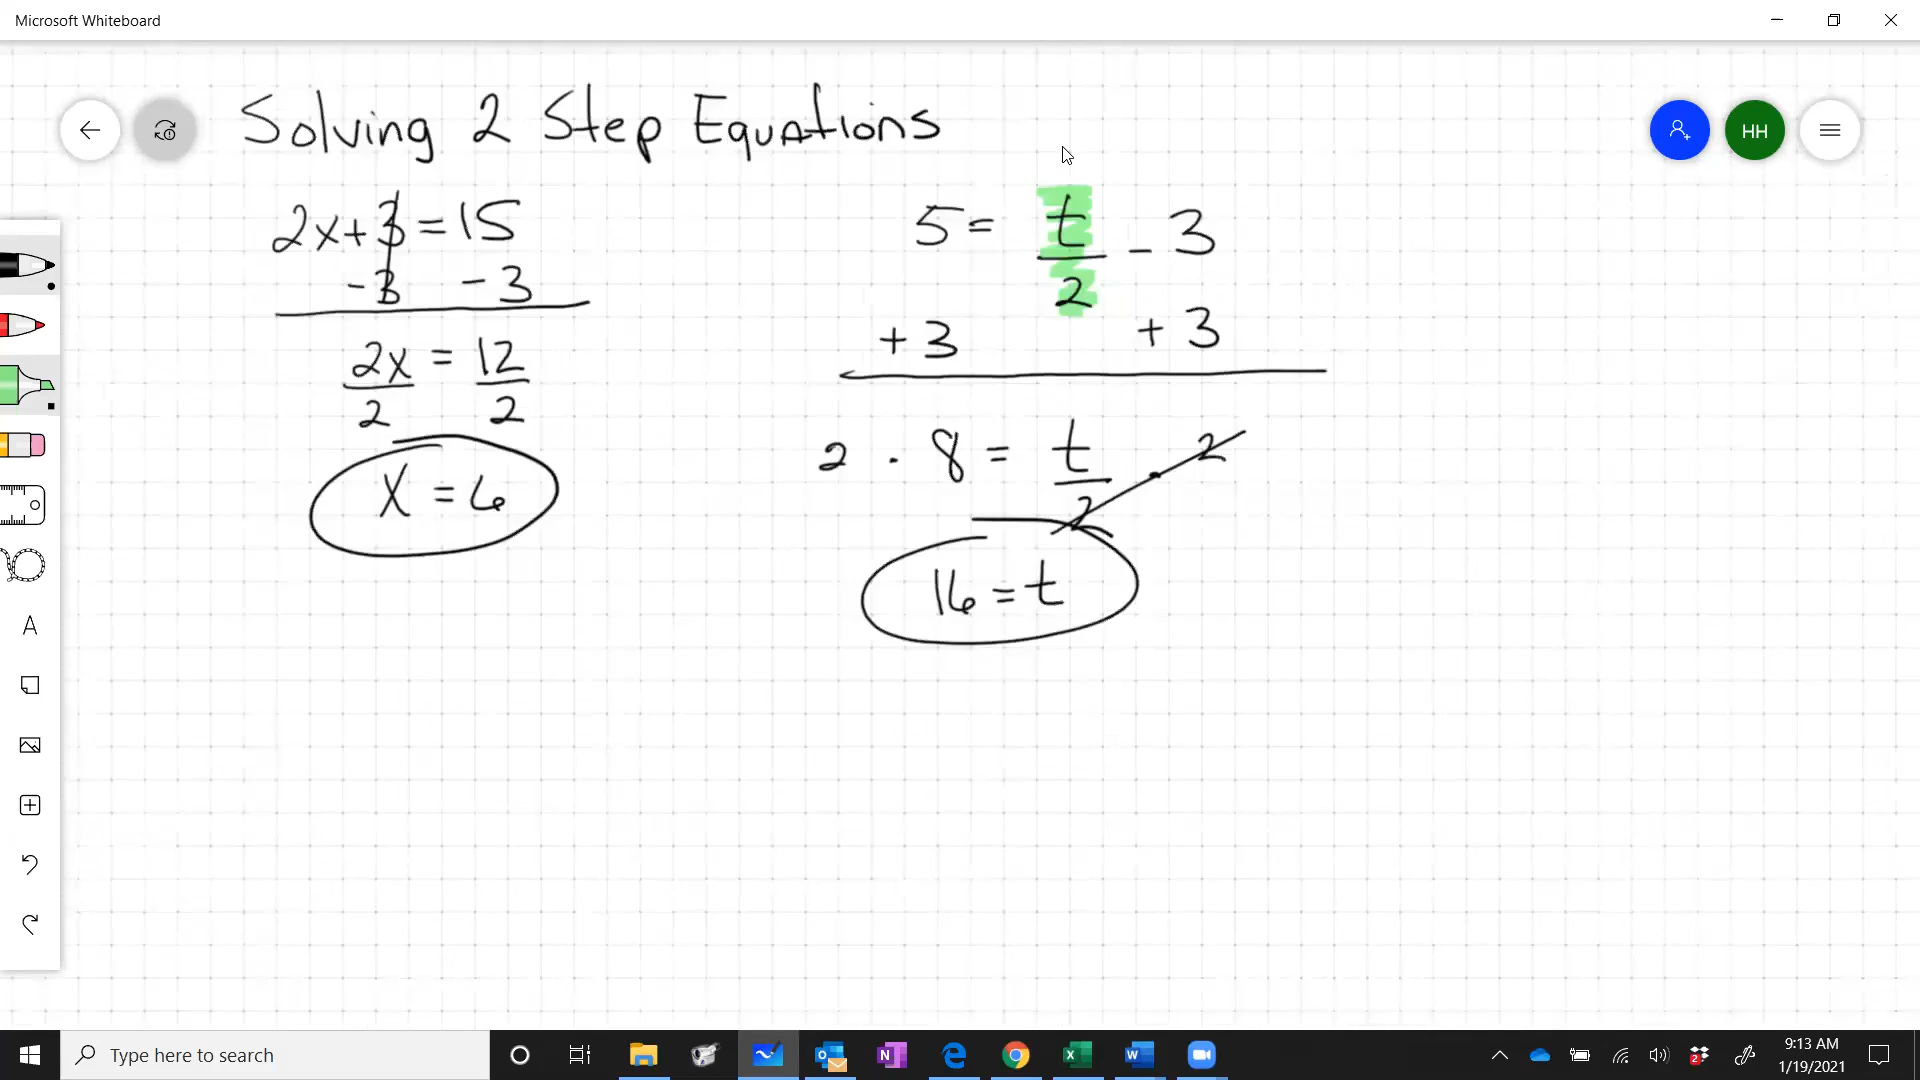 Microsoft Whiteboard
Solving 2 Step Equations
HH
2x+3=15
-3 -3
2x = 12
2 2
x = 6
5 = t - 3
2
+3 +3
2 · 8 = t · 2
2
16 = t
A
Type here to search
9:13 AM
1/19/2021